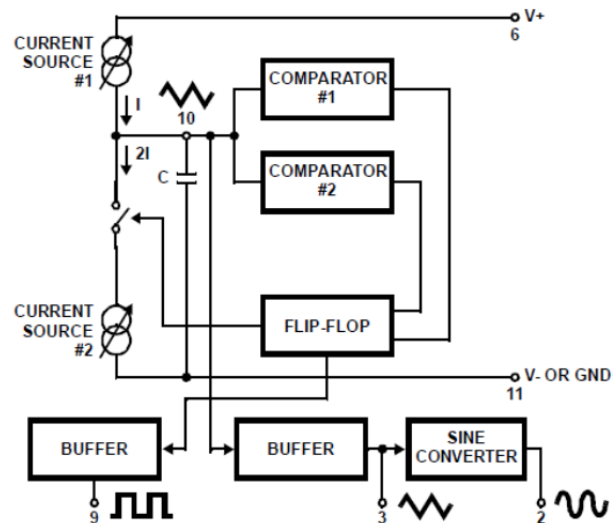 V+
6
CURRENT
SOURCE
#1
I
10
COMPARATOR
#1
2I
C
COMPARATOR
#2
CURRENT
SOURCE
#2
FLIP-FLOP
V- OR GND
11
BUFFER
BUFFER
SINE
CONVERTER
9
3
2